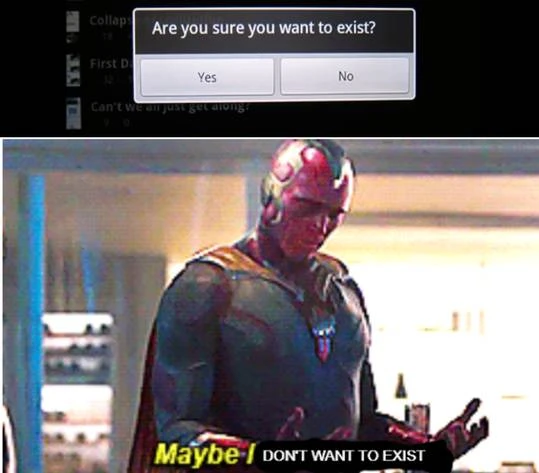 Collaps
Are you sure you want to exist?
First Da
Yes
No
Can't we all just get along?
Maybe I DON'T WANT TO EXIST